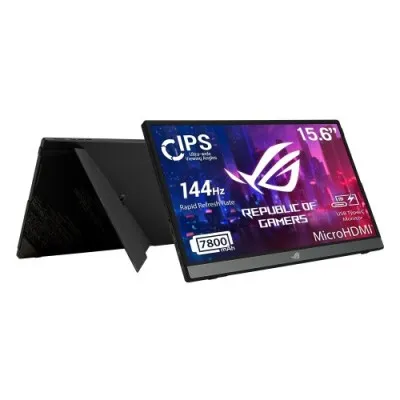 IPS
Ultra-wide
Viewing Angles
15.6"
144Hz
Rapid Refresh Rate
REPUBLIC OF
GAMERS
7800
mAh
MicroHDMI